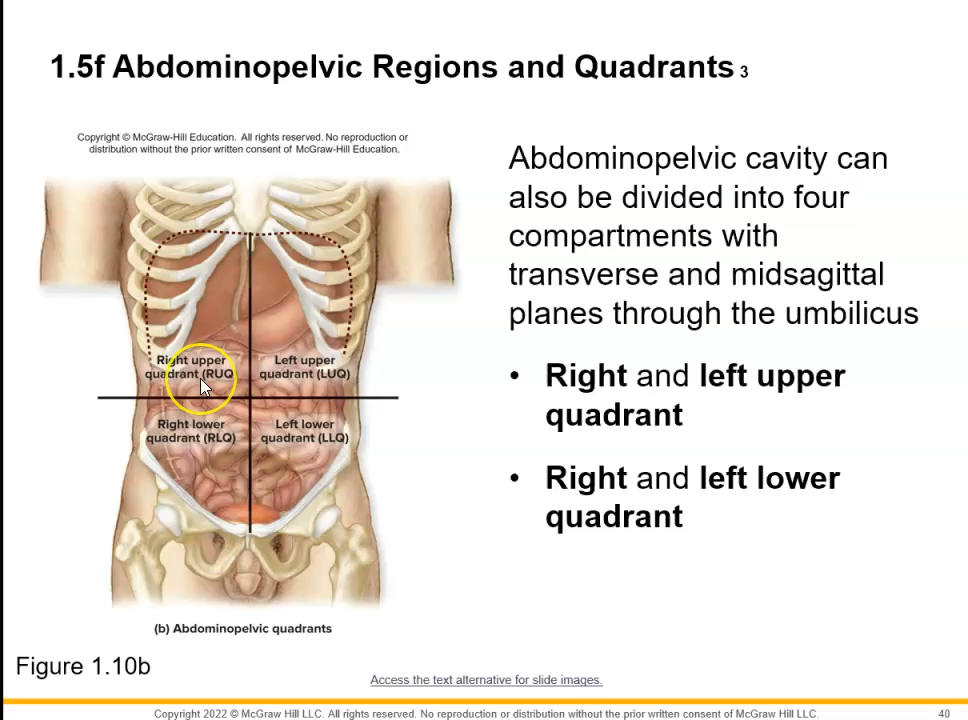 1.5f Abdominopelvic Regions and Quadrants 3
Copyright © McGraw-Hill Education. All rights reserved. No reproduction or
distribution without the prior written consent of McGraw-Hill Education.
Right upper
quadrant (RUQ
Left upper
quadrant (LUQ)
Right lower
quadrant (RLQ)
Left lower
quadrant (LLQ)
(b) Abdominopelvic quadrants
Figure 1.10b
Abdominopelvic cavity can
also be divided into four
compartments with
transverse and midsagittal
planes through the umbilicus
• Right and left upper
quadrant
• Right and left lower
quadrant
Access the text alternative for slide images.
Copyright 2022 © McGraw Hill LLC. All rights reserved. No reproduction or distribution without the prior written consent of McGraw Hill LLC.
40